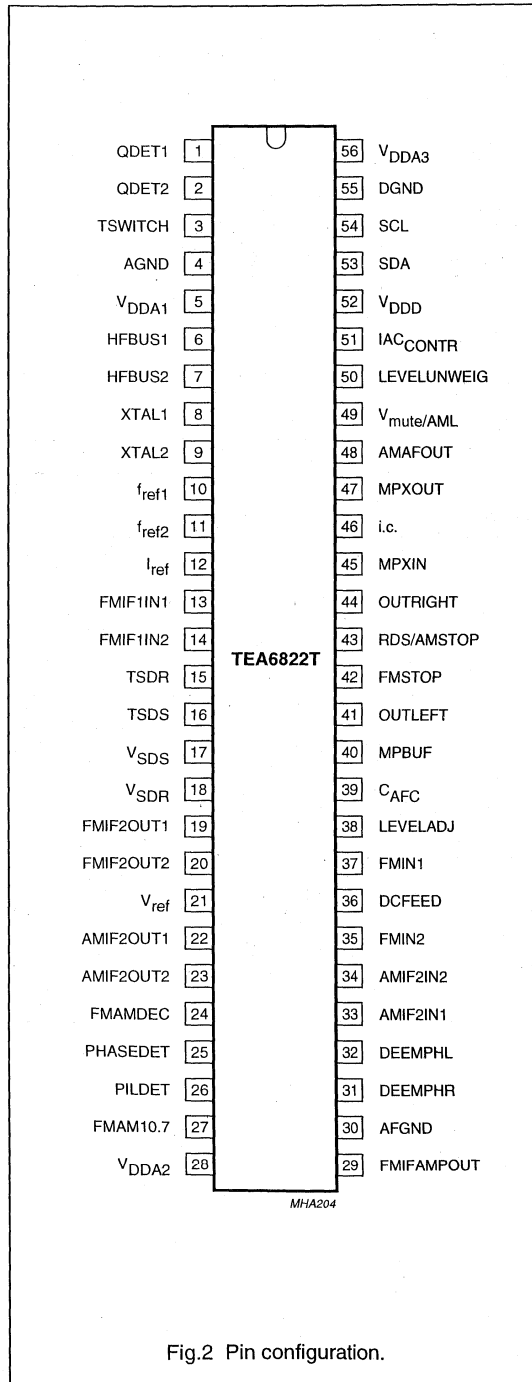 QDET1 1 56 VDDA3
QDET2 2 55 DGND
TSWITCH 3 54 SCL
AGND 4 53 SDA
VDDA1 5 52 VDDD
HFBUS1 6 51 IACCONTR
HFBUS2 7 50 LEVELUNWEIG
XTAL1 8 49 Vmute/AML
XTAL2 9 48 AMAFOUT
fref1 10 47 MPXOUT
fref2 11 46 i.c.
Iref 12 45 MPXIN
FMIF1IN1 13 44 OUTRIGHT
FMIF1IN2 14 43 RDS/AMSTOP
TEA6822T
TSDR 15 42 FMSTOP
TSDS 16 41 OUTLEFT
VSDS 17 40 MPBUF
VSDR 18 39 CAFC
FMIF2OUT1 19 38 LEVELADJ
FMIF2OUT2 20 37 FMIN1
Vref 21 36 DCFEED
AMIF2OUT1 22 35 FMIN2
AMIF2OUT2 23 34 AMIF2IN2
FMAMDEC 24 33 AMIF2IN1
PHASEDET 25 32 DEEMPHL
PILDET 26 31 DEEMPHR
FMAM10.7 27 30 AFGND
VDDA2 28 29 FMIFAMPOUT
MHA204
Fig.2 Pin configuration.